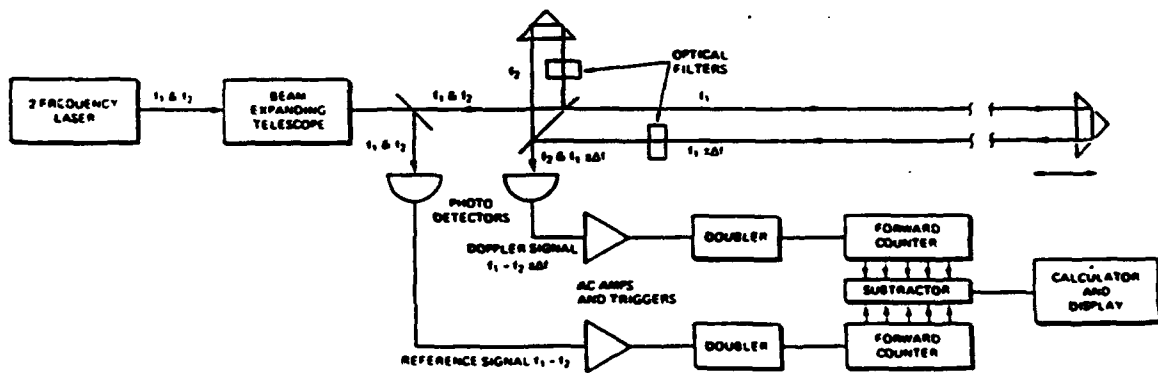 2 FREQUENCY
LASER
f₁ & f₂
BEAM
EXPANDING
TELESCOPE
f₁ & f₂
f₂
OPTICAL
FILTERS
f₁
f₁ & f₂
f₂ & f₁ ±Δf
f₁ ±Δf
PHOTO
DETECTORS
DOPPLER SIGNAL
f₁ - f₂ ±Δf
AC AMPS
AND TRIGGERS
DOUBLER
FORWARD
COUNTER
SUBTRACTOR
CALCULATOR
AND
DISPLAY
REFERENCE SIGNAL f₁ - f₂
DOUBLER
FORWARD
COUNTER